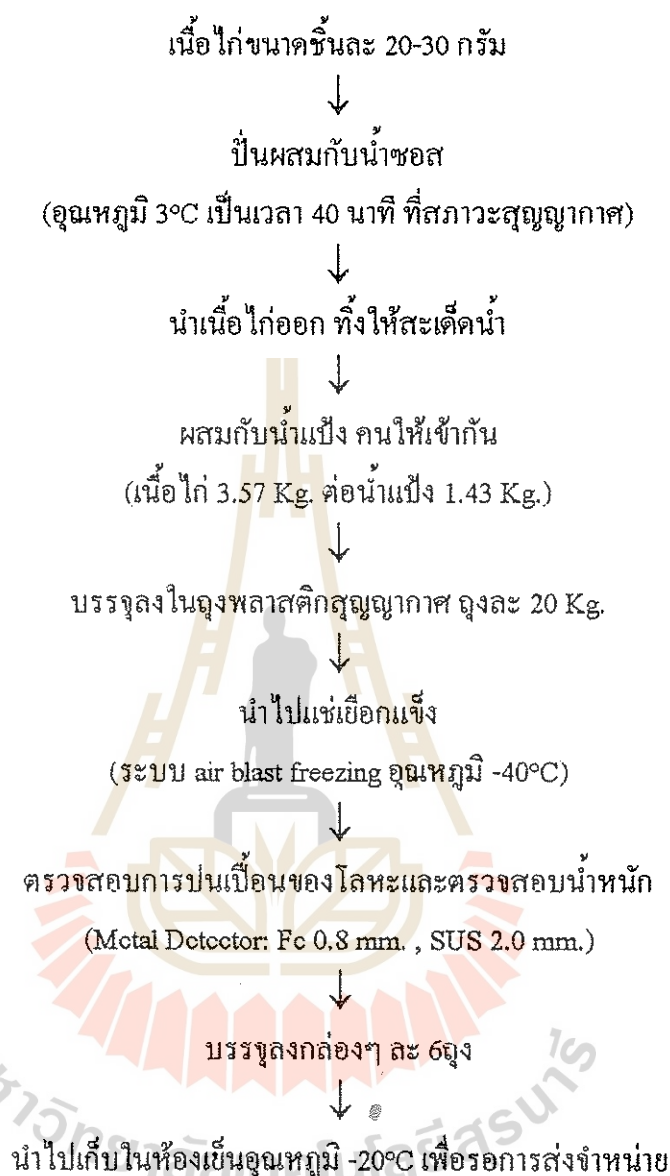 เนื้อไก่ขนาดชิ้นละ 20-30 กรัม
ปั่นผสมกับน้ำซอส
(อุณหภูมิ 3°C เป็นเวลา 40 นาที ที่สภาวะสุญญากาศ)
นำเนื้อไก่ออก ทิ้งให้สะเด็ดน้ำ
ผสมกับน้ำแป้ง คนให้เข้ากัน
(เนื้อไก่ 3.57 Kg. ต่อน้ำแป้ง 1.43 Kg.)
บรรจุลงในถุงพลาสติกสุญญากาศ ถุงละ 20 Kg.
นำไปแช่เยือกแข็ง
(ระบบ air blast freezing อุณหภูมิ -40°C)
ตรวจสอบการปนเปื้อนของโลหะและตรวจสอบน้ำหนัก
(Metal Detector: Fe 0.8 mm. , SUS 2.0 mm.)
บรรจุลงกล่องๆ ละ 6ถุง
นำไปเก็บในห้องเย็นอุณหภูมิ -20°C เพื่อรอการส่งจำหน่าย